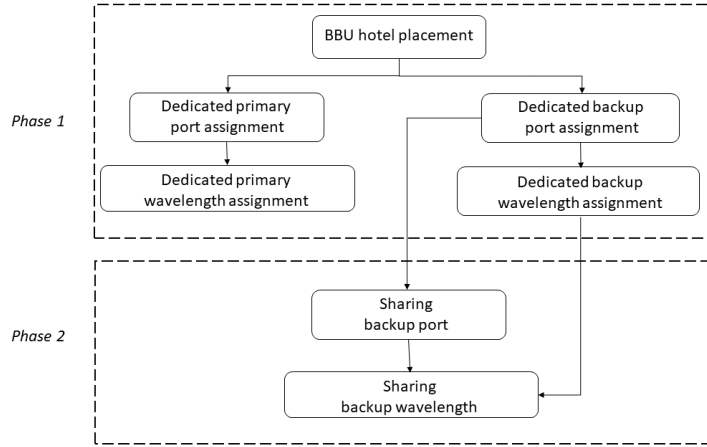 BBU hotel placement
Phase 1
Dedicated primary
port assignment
Dedicated backup
port assignment
Dedicated primary
wavelength assignment
Dedicated backup
wavelength assignment
Phase 2
Sharing
backup port
Sharing
backup wavelength